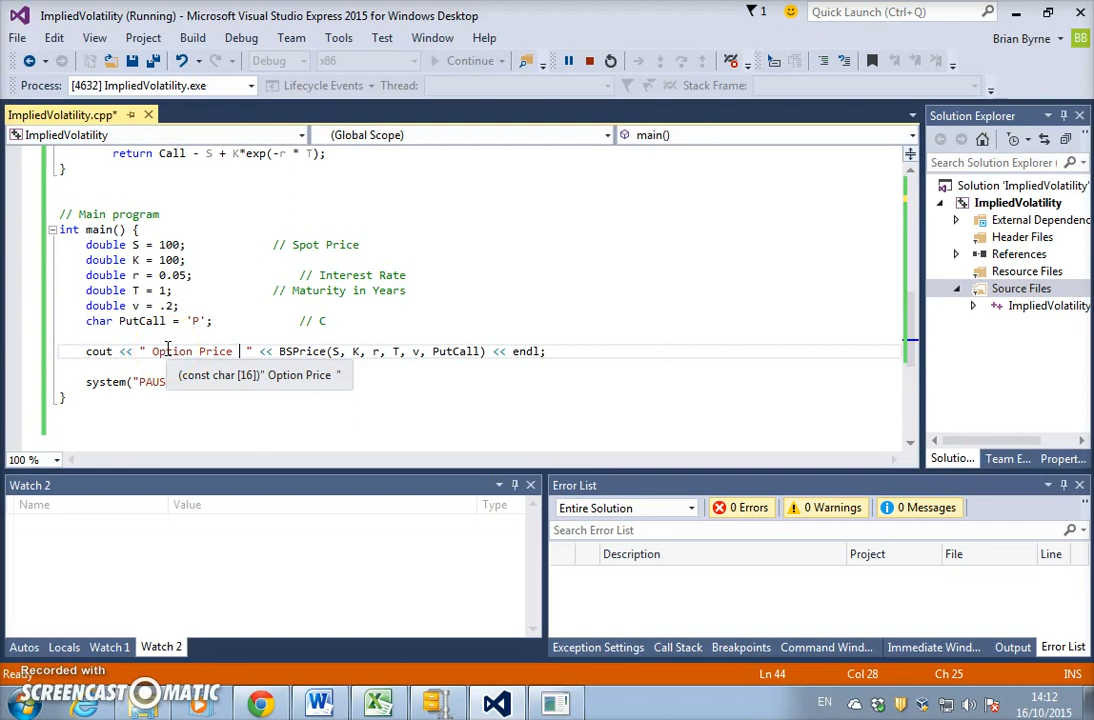 ImpliedVolatility (Running) - Microsoft Visual Studio Express 2015 for Windows Desktop
1
Quick Launch (Ctrl+Q)
File Edit View Project Build Debug Team Tools Test Window Help
Brian Byrne BB
Debug x86 Continue
Process: [4632] ImpliedVolatility.exe Lifecycle Events Thread: Stack Frame:
ImpliedVolatility.cpp*
ImpliedVolatility (Global Scope) main()
return Call - S + K*exp(-r * T);
}
// Main program
int main() {
double S = 100; // Spot Price
double K = 100;
double r = 0.05; // Interest Rate
double T = 1; // Maturity in Years
double v = .2;
char PutCall = 'P'; // C
cout << " Option Price " << BSPrice(S, K, r, T, v, PutCall) << endl;
(const char [16])" Option Price "
system("PAUS
}
100 %
Solution Explorer
Search Solution Explorer (
Solution 'ImpliedVolatility'
ImpliedVolatility
External Dependenc
Header Files
References
Resource Files
Source Files
ImpliedVolatility
Solutio... Team E... Propert...
Watch 2
Name Value Type
Autos Locals Watch 1 Watch 2
Error List
Entire Solution 0 Errors 0 Warnings 0 Messages
Search Error List
Description Project File Line
Exception Settings Call Stack Breakpoints Command Wind... Immediate Wind... Output Error List
Ready Ln 44 Col 28 Ch 25 INS
Recorded with
SCREENCAST-O-MATIC
EN
14:12
16/10/2015